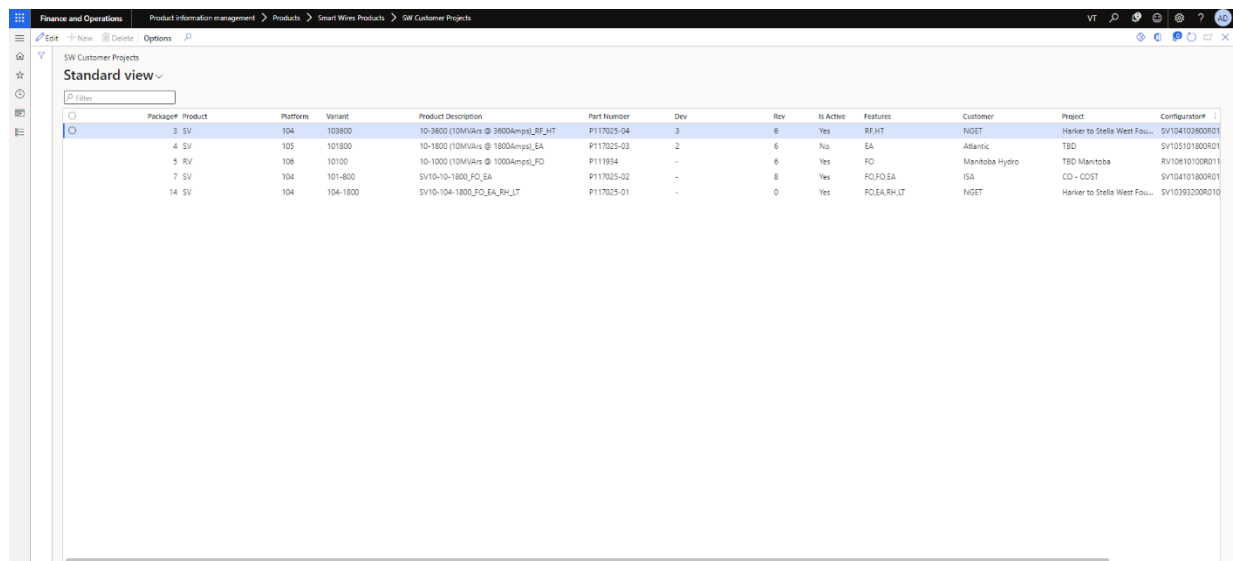 Finance and Operations Product information management > Products > Smart Wires Products > SW Customer Projects VT ? AD
Edit + New Delete Options
SW Customer Projects
Standard view
Filter
Package# Product Platform Variant Product Description Part Number Dev Rev Is Active Features Customer Project Configurator#
3 SV 104 103600 10-3600 (10MVArs @ 3600Amps)_RF_HT P117025-04 3 6 Yes RF,HT NGET Harker to Stella West Fou... SV104103600R01
4 SV 105 101800 10-1800 (10MVArs @ 1800Amps)_EA P117025-03 2 6 No EA Atlantic TBD SV105101800R01
5 RV 106 10100 10-1000 (10MVArs @ 1000Amps)_FO P111934 - 6 Yes FO Manitoba Hydro TBD Manitoba RV10610100R011
7 SV 104 101-800 SV10-10-1800_FO_EA P117025-02 - 8 Yes FO,FO,EA ISA CO - COST SV104101800R01
14 SV 104 104-1800 SV10-104-1800_FO_EA_RH_LT P117025-01 - 0 Yes FO,EA,RH,LT NGET Harker to Stella West Fou... SV10393200R010